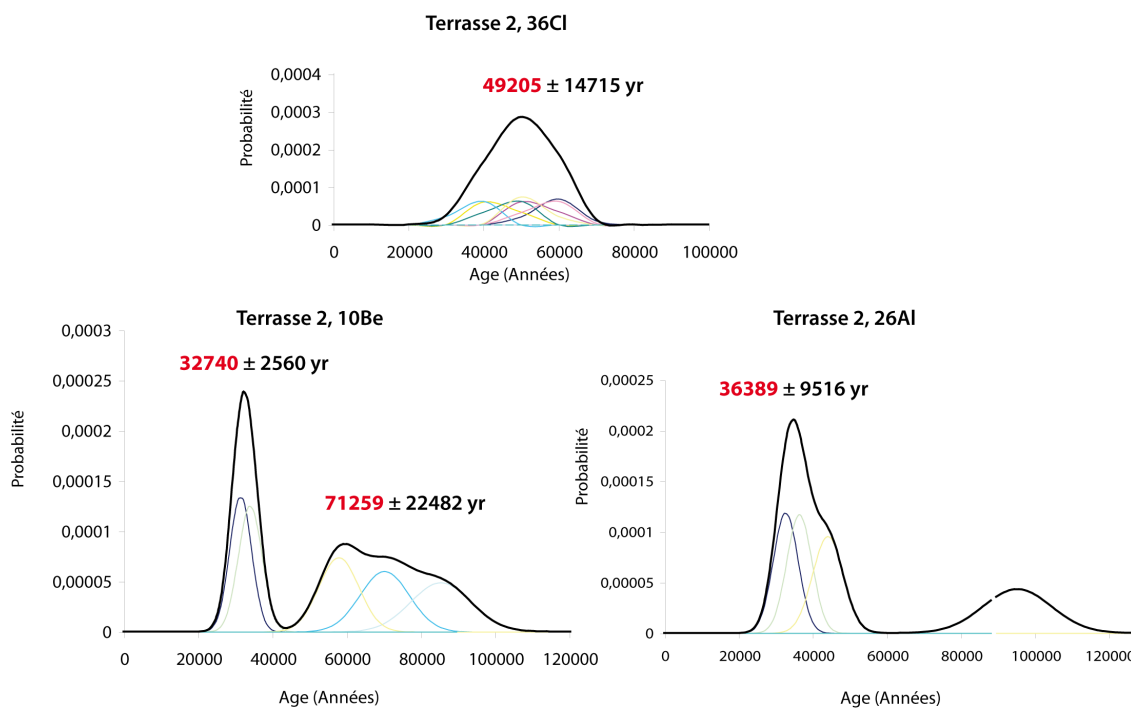 Terrasse 2, 36Cl
49205 ± 14715 yr
Probabilité
0,0004
0,0003
0,0002
0,0001
0
0 20000 40000 60000 80000 100000
Age (Années)
Terrasse 2, 10Be
32740 ± 2560 yr
71259 ± 22482 yr
Probabilité
0,0003
0,00025
0,0002
0,00015
0,0001
0,00005
0
0 20000 40000 60000 80000 100000 120000
Age (Années)
Terrasse 2, 26Al
36389 ± 9516 yr
Probabilité
0,00025
0,0002
0,00015
0,0001
0,00005
0
0 20000 40000 60000 80000 100000 120000
Age (Années)